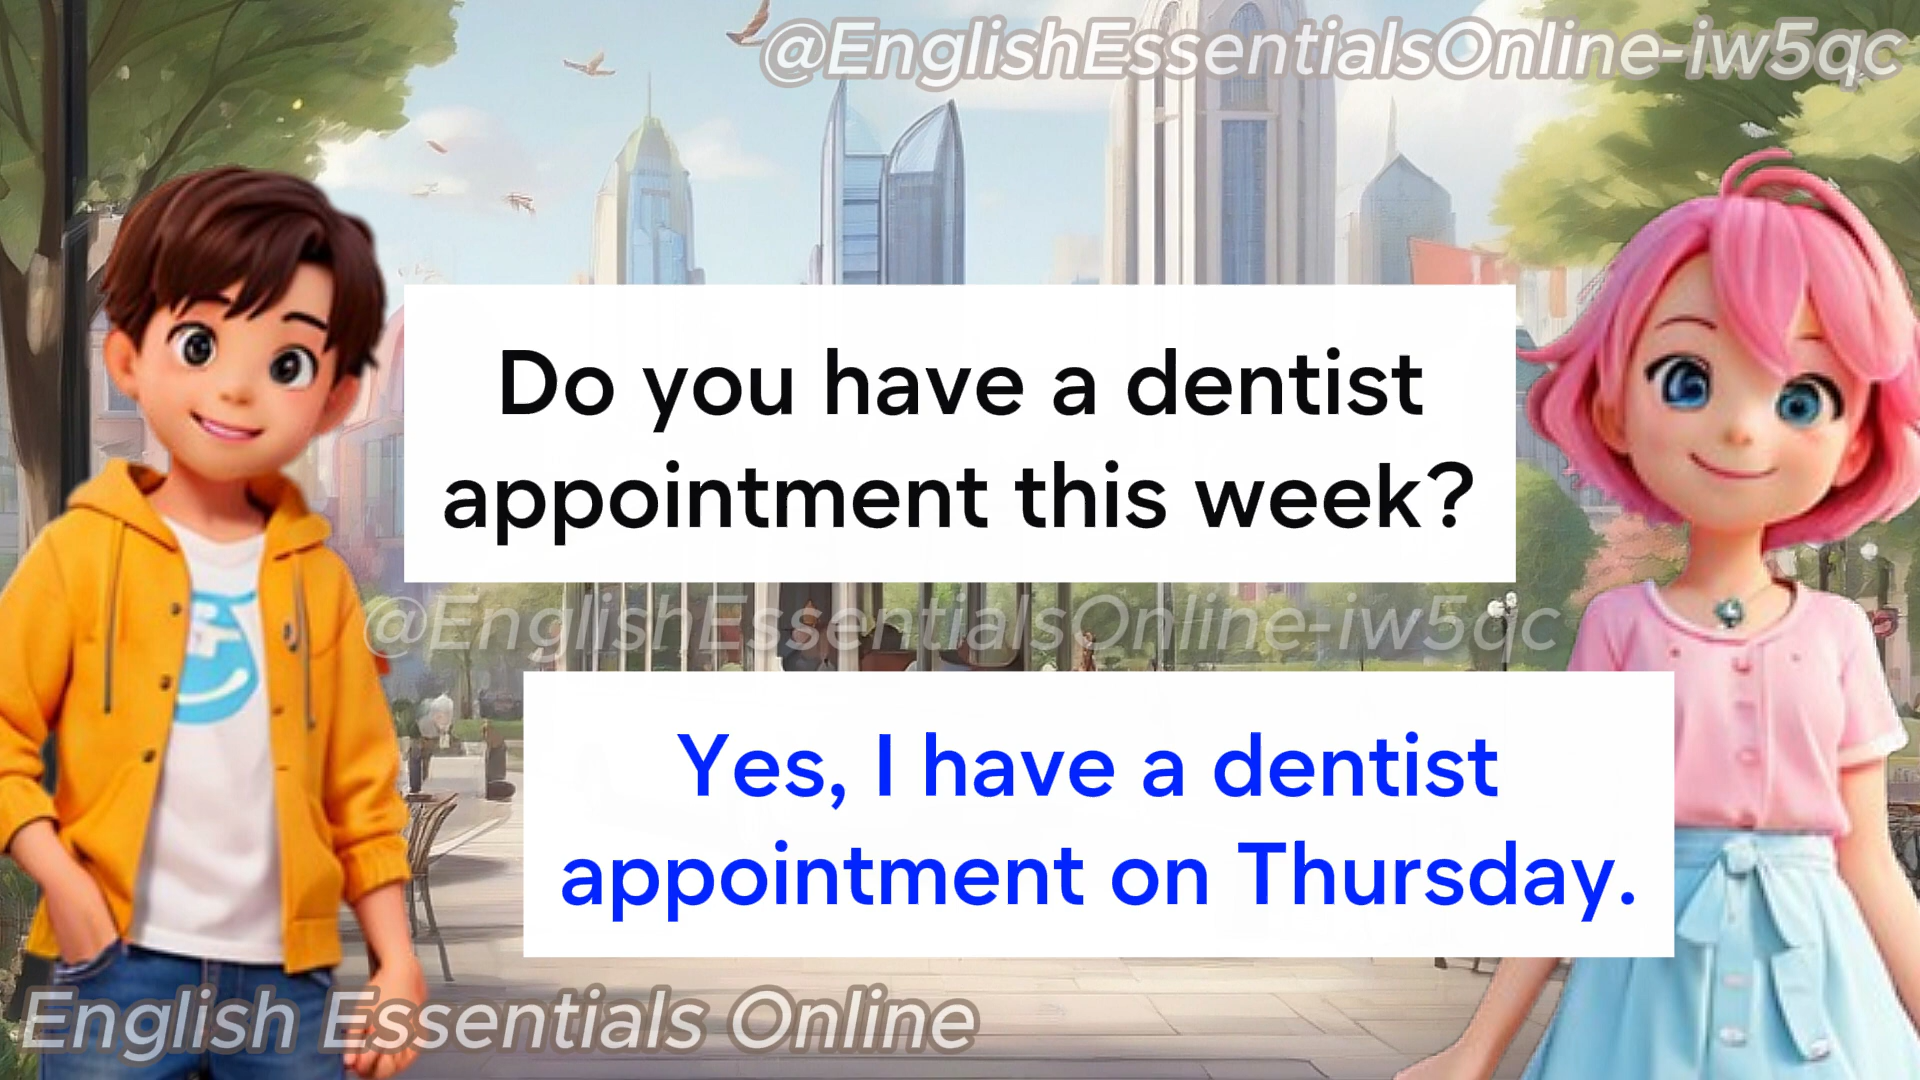 @EnglishEssentialsOnline-iw5qc
Do you have a dentist
appointment this week?
@EnglishEssentialsOnline-iw5qc
Yes, I have a dentist
appointment on Thursday.
English Essentials Online